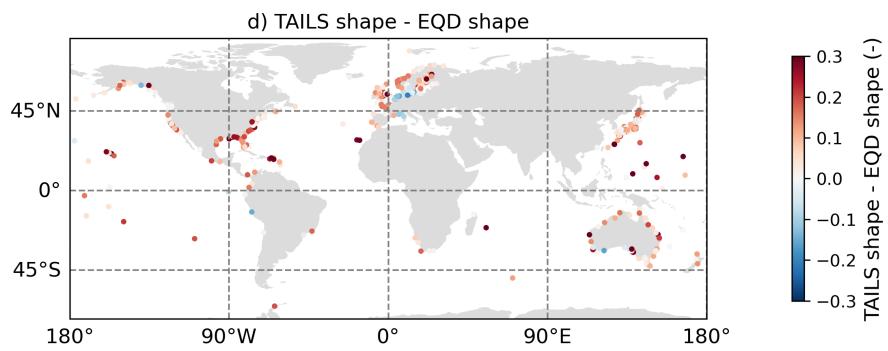 d) TAILS shape - EQD shape
45°N
0°
45°S
180°
90°W
0°
90°E
180°
0.3
0.2
0.1
0.0
−0.1
−0.2
−0.3
TAILS shape - EQD shape (-)